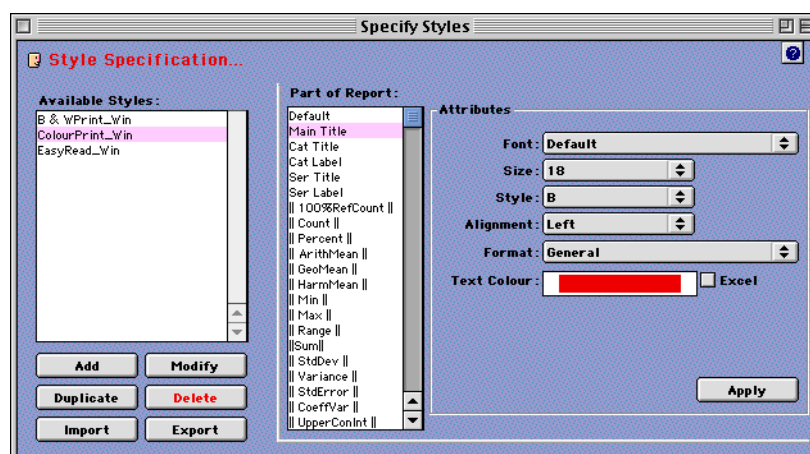 Specify Styles
Style Specification...
Available Styles:
B & WPrint_Win
ColourPrint_Win
EasyRead_Win
Add
Modify
Duplicate
Delete
Import
Export
Part of Report:
Default
Main Title
Cat Title
Cat Label
Ser Title
Ser Label
|| 100%RefCount ||
|| Count ||
|| Percent ||
|| ArithMean ||
|| GeoMean ||
|| HarmMean ||
|| Min ||
|| Max ||
|| Range ||
||Sum||
|| StdDev ||
|| Variance ||
|| StdError ||
|| CoeffVar ||
|| UpperConInt ||
Attributes
Font: Default
Size: 18
Style: B
Alignment: Left
Format: General
Text Colour:
Excel
Apply
?